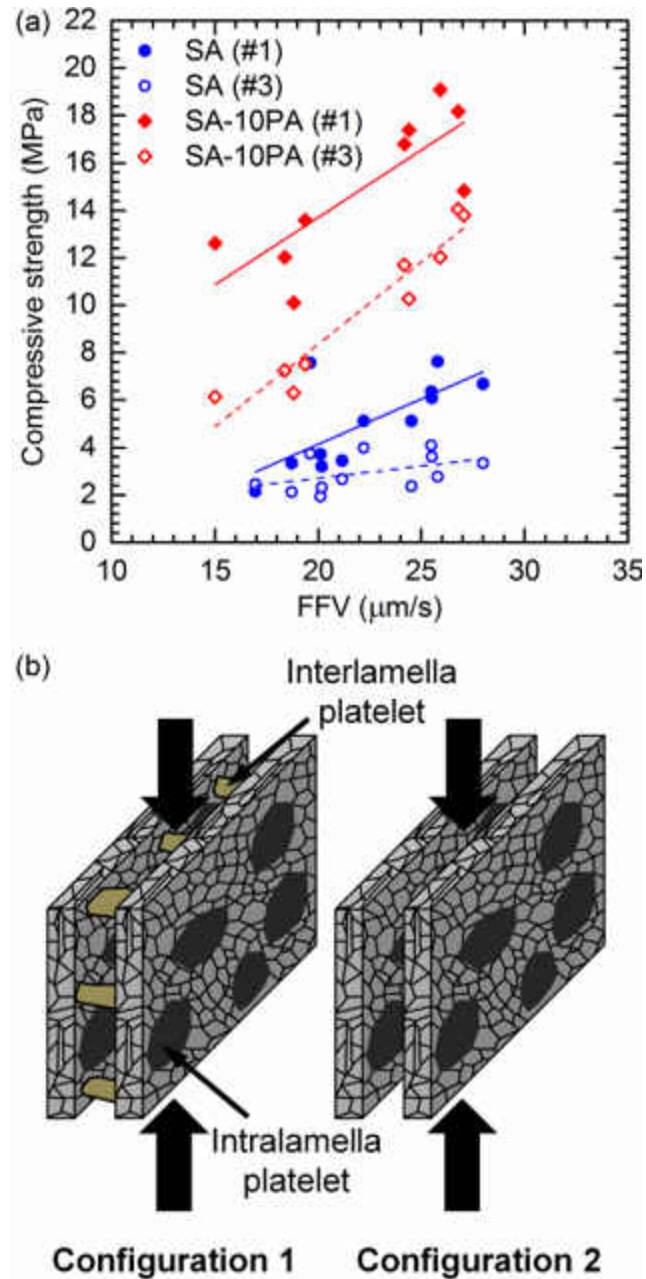 (a)
22
20
18
16
14
12
10
8
6
4
2
0
Compressive strength (MPa)
SA (#1)
SA (#3)
SA-10PA (#1)
SA-10PA (#3)
10 15 20 25 30 35
FFV (μm/s)
(b)
Interlamella
platelet
Intralamella
platelet
Configuration 1 Configuration 2